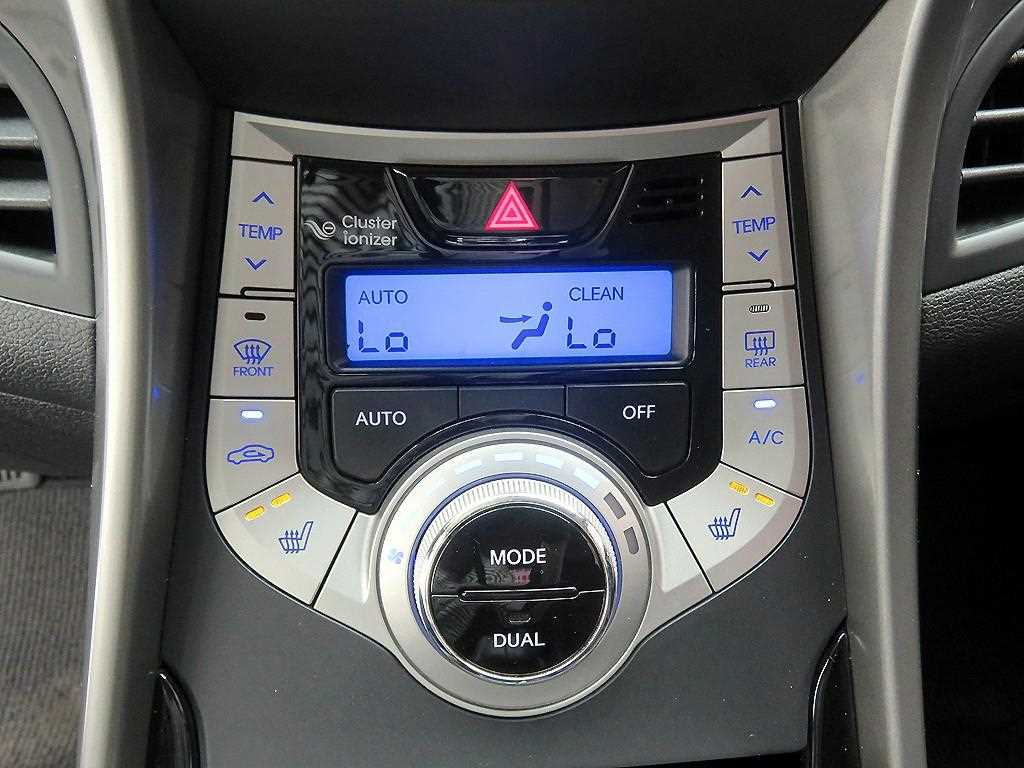 TEMP
TEMP
Cluster
ionizer
AUTO
CLEAN
Lo
Lo
FRONT
REAR
AUTO
OFF
A/C
MODE
DUAL